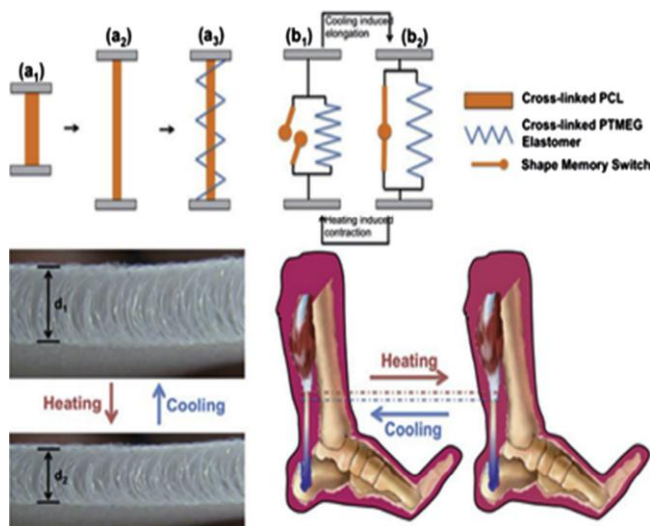 (a1)
(a2)
(a3)
(b1)
Cooling induced
elongation
(b2)
Heating induced
contraction
Cross-linked PCL
Cross-linked PTMEG
Elastomer
Shape Memory Switch
d1
Heating
Cooling
d2
Heating
Cooling